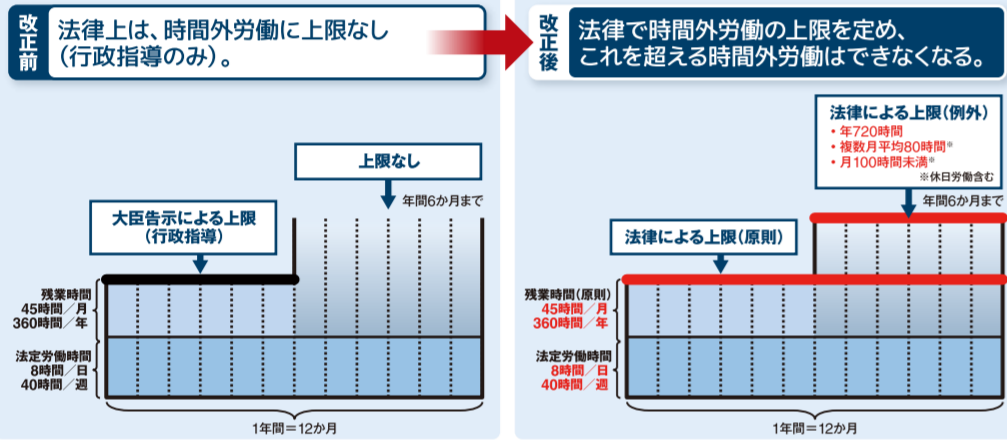 改正前
法律上は、時間外労働に上限なし
（行政指導のみ）。
上限なし
年間6か月まで
大臣告示による上限
（行政指導）
残業時間
45時間／月
360時間／年
法定労働時間
8時間／日
40時間／週
1年間＝12か月
改正後
法律で時間外労働の上限を定め、
これを超える時間外労働はできなくなる。
法律による上限（例外）
・年720時間
・複数月平均80時間※
・月100時間未満※
※休日労働含む
年間6か月まで
法律による上限（原則）
残業時間（原則）
45時間／月
360時間／年
法定労働時間
8時間／日
40時間／週
1年間＝12か月